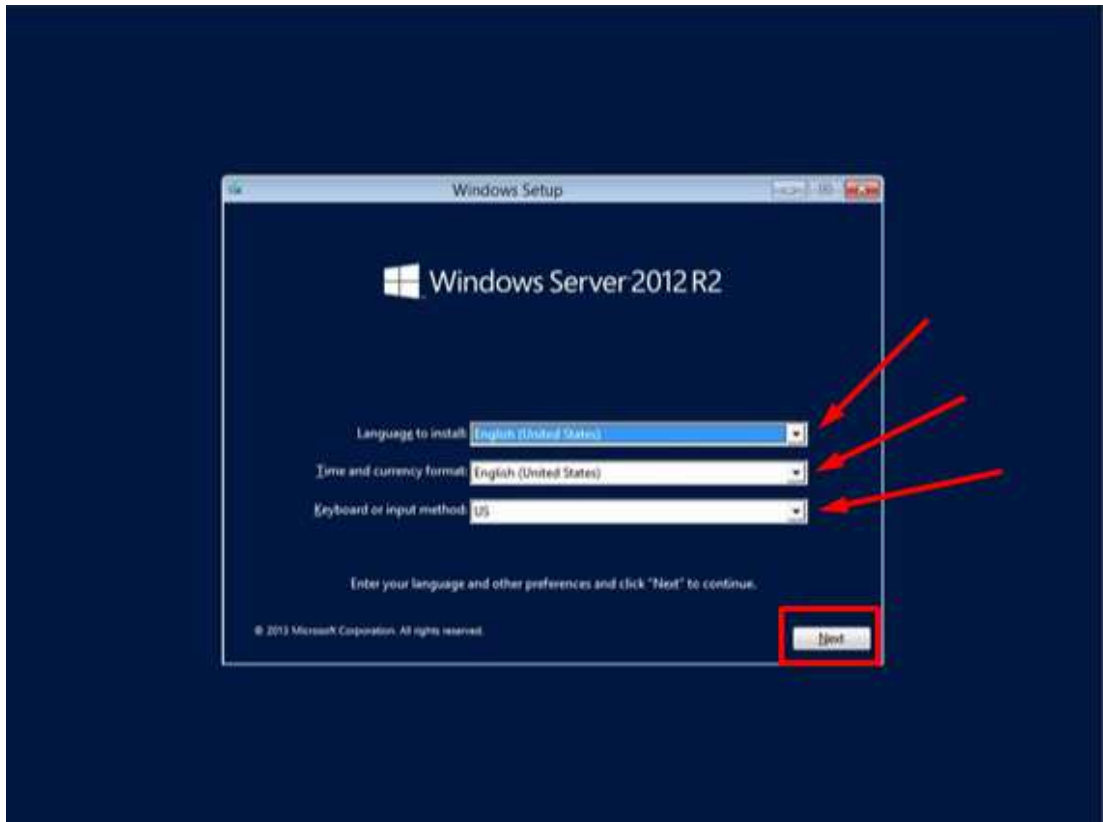 Windows Setup
Windows Server 2012 R2
Language to install: English (United States)
Time and currency format: English (United States)
Keyboard or input method: US
Enter your language and other preferences and click "Next" to continue.
© 2013 Microsoft Corporation. All rights reserved.
Next